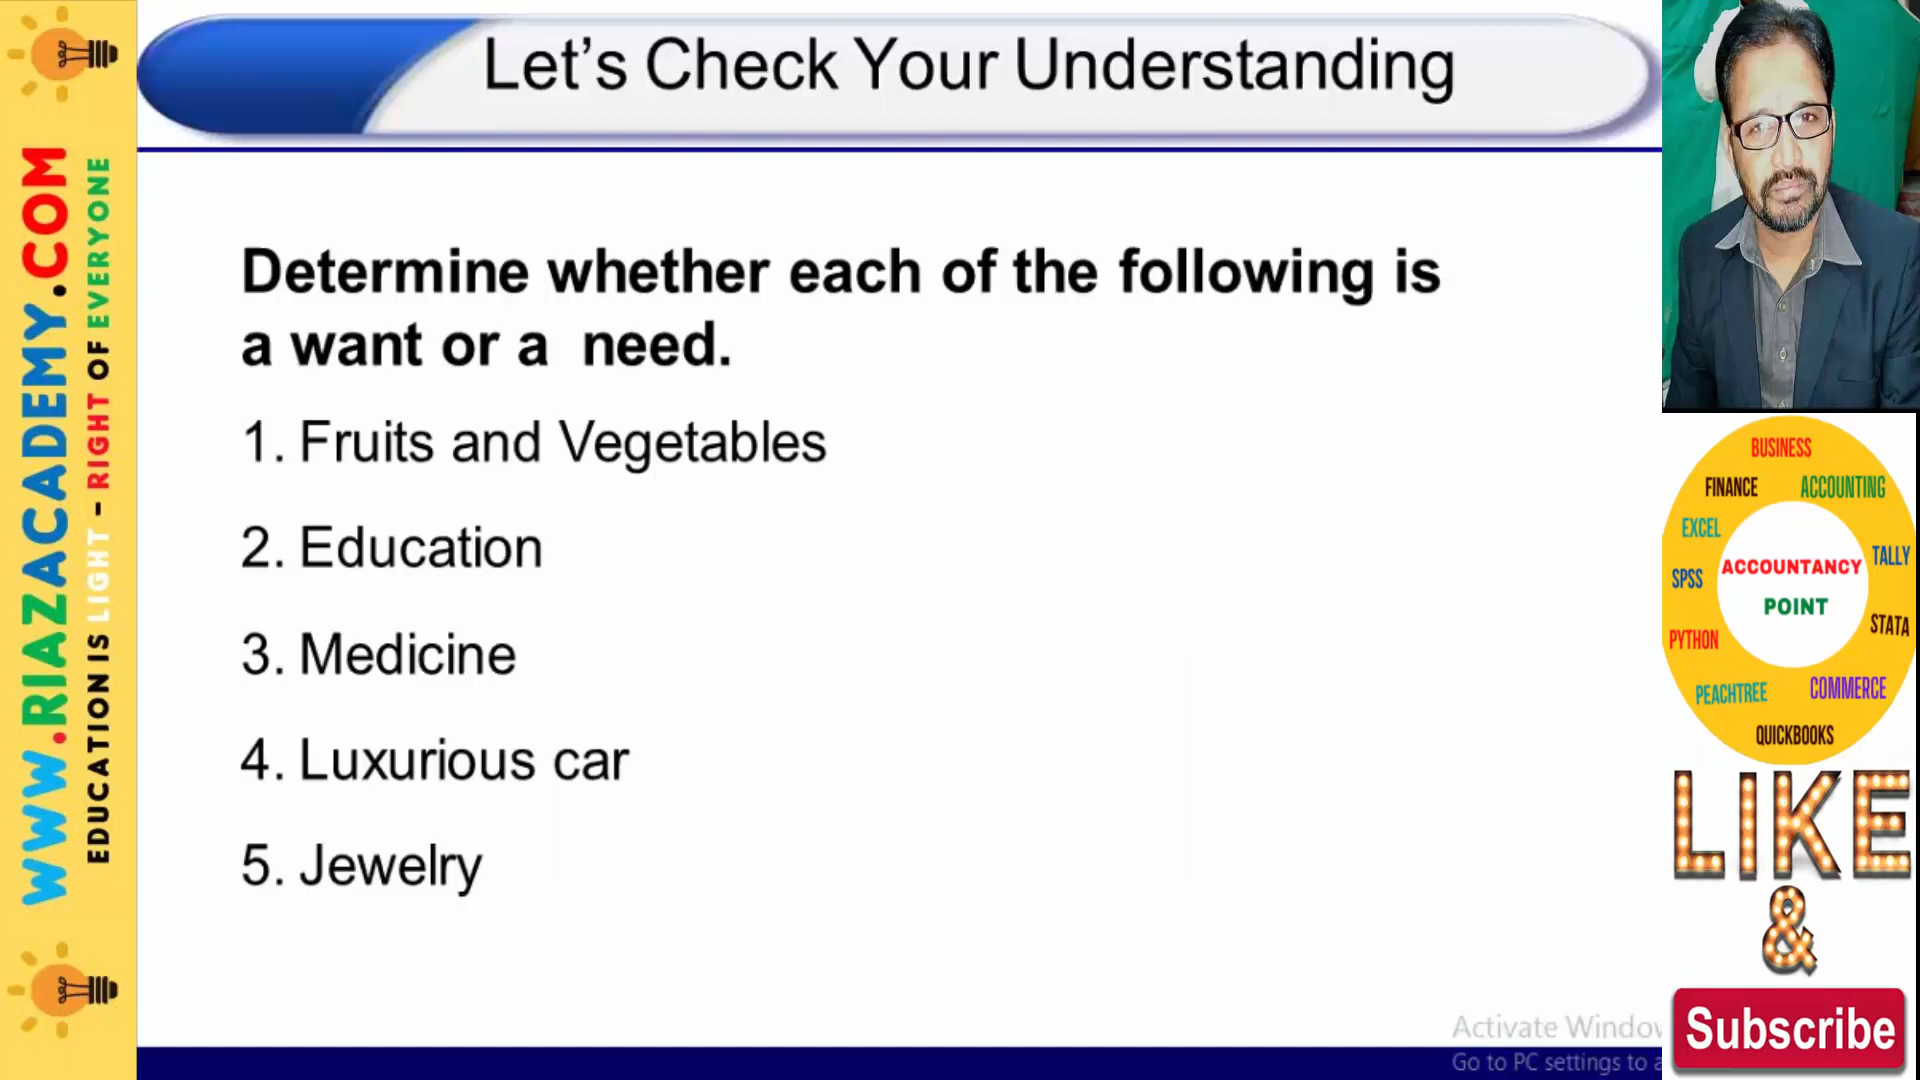 Let’s Check Your Understanding
Determine whether each of the following is
a want or a need.
1. Fruits and Vegetables
2. Education
3. Medicine
4. Luxurious car
5. Jewelry
WWW.RIAZACADEMY.COM
EDUCATION IS LIGHT – RIGHT OF EVERYONE
BUSINESS
FINANCE
ACCOUNTING
EXCEL
TALLY
SPSS
ACCOUNTANCY
POINT
STATA
PYTHON
PEACHTREE
COMMERCE
QUICKBOOKS
LIKE
&
Subscribe
Activate Windo
Go to PC settings to a